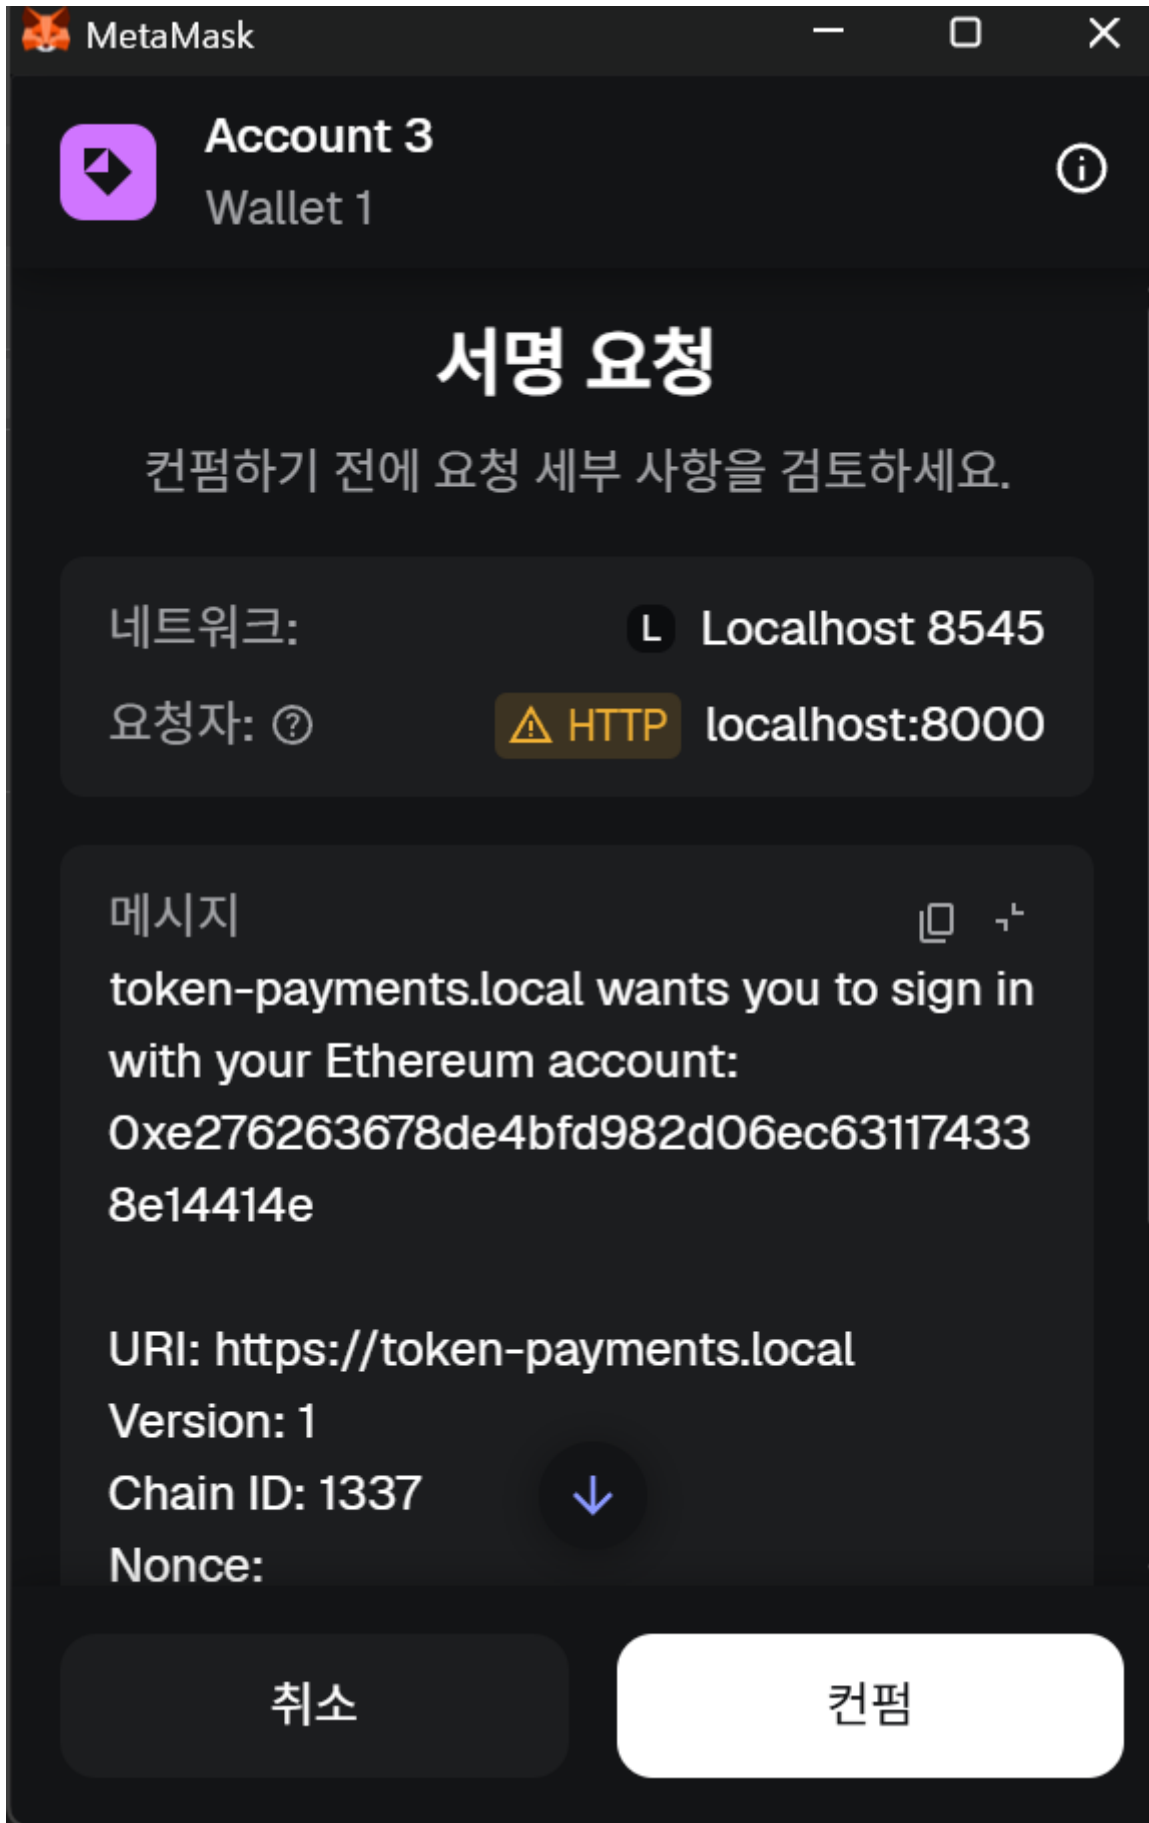 MetaMask
Account 3
Wallet 1
서명 요청
컨펌하기 전에 요청 세부 사항을 검토하세요.
네트워크: L Localhost 8545
요청자: HTTP localhost:8000
메시지
token-payments.local wants you to sign in
with your Ethereum account:
0xe276263678de4bfd982d06ec63117433
8e14414e
URI: https://token-payments.local
Version: 1
Chain ID: 1337
Nonce:
취소 컨펌